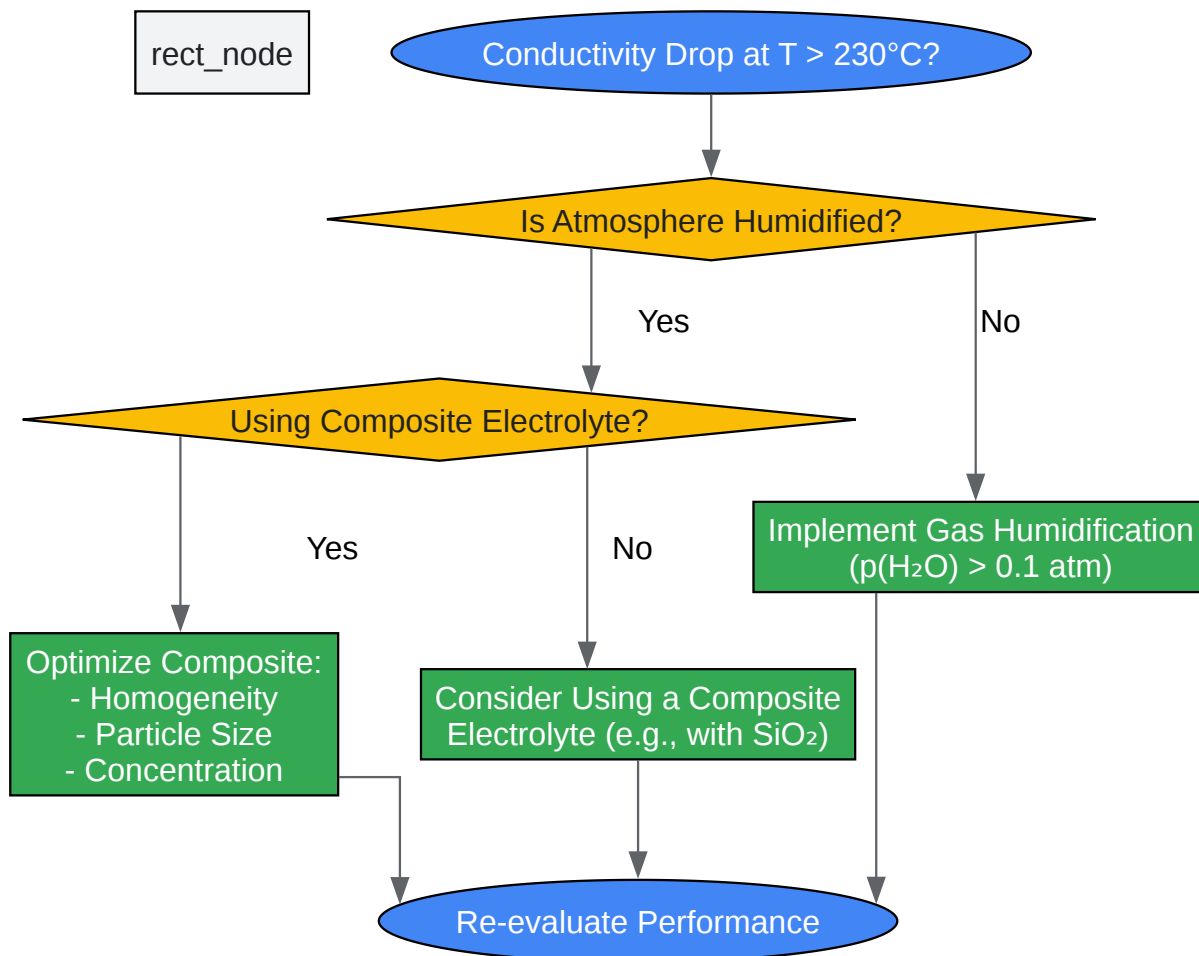 rect_node
Conductivity Drop at T > 230°C?
Is Atmosphere Humidified?
Yes
No
Using Composite Electrolyte?
Yes
No
Implement Gas Humidification
(p(H₂O) > 0.1 atm)
Optimize Composite:
- Homogeneity
- Particle Size
- Concentration
Consider Using a Composite
Electrolyte (e.g., with SiO₂)
Re-evaluate Performance